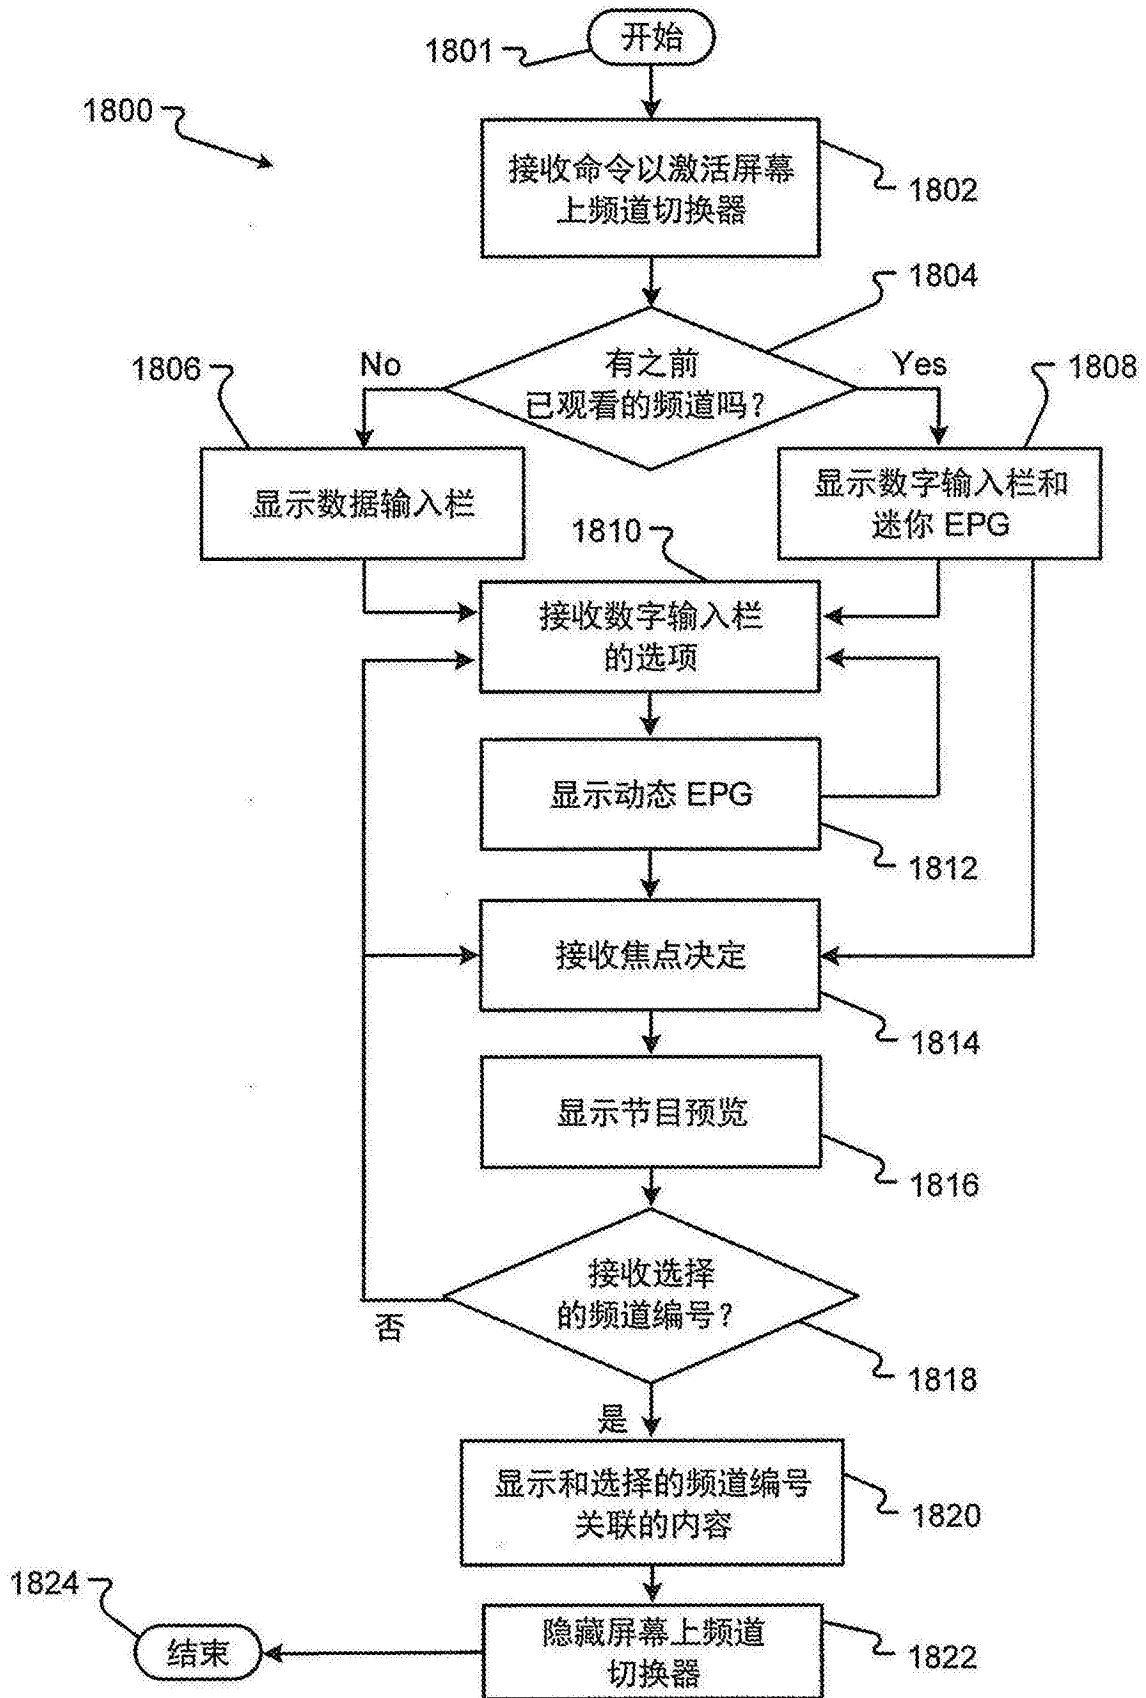 开始
1801
1800
接收命令以激活屏幕
上频道切换器
1802
1804
有之前
已观看的频道吗?
No
Yes
1806
1808
显示数据输入栏
显示数字输入栏和
迷你 EPG
1810
接收数字输入栏
的选项
显示动态 EPG
1812
接收焦点决定
1814
显示节目预览
1816
接收选择
的频道编号?
否
1818
是
显示和选择的频道编号
关联的内容
1820
1824
结束
隐藏屏幕上频道
切换器
1822